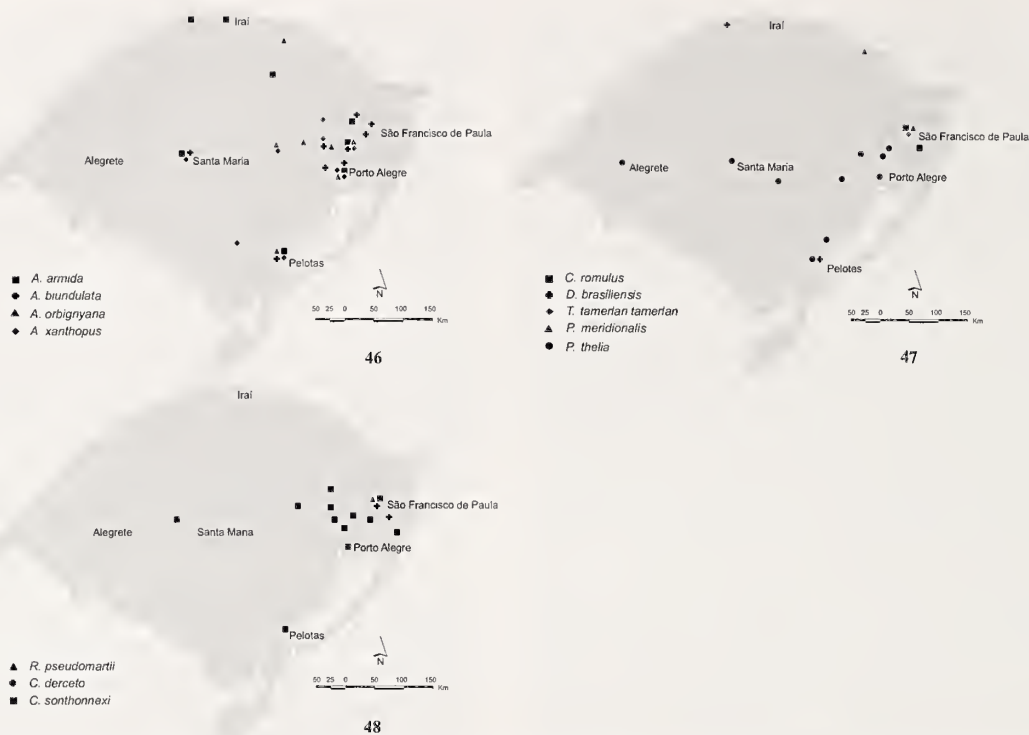 Iraí
São Francisco de Paula
Alegrete
Santa Maria
Porto Alegre
Pelotas
A. armida
A. biundulata
A. orbignyana
A. xanthopus
N
50 25 0 50 100 150
Km
46
Iraí
São Francisco de Paula
Alegrete
Santa Maria
Porto Alegre
Pelotas
C. romulus
D. brasiliensis
T. tamerlan tamerlan
P. meridionalis
P. thelia
N
50 25 0 50 100 150
Km
47
Iraí
São Francisco de Paula
Alegrete
Santa Maria
Porto Alegre
Pelotas
R. pseudomartii
C. derceto
C. sonthonnexi
N
50 25 0 50 100 150
Km
48